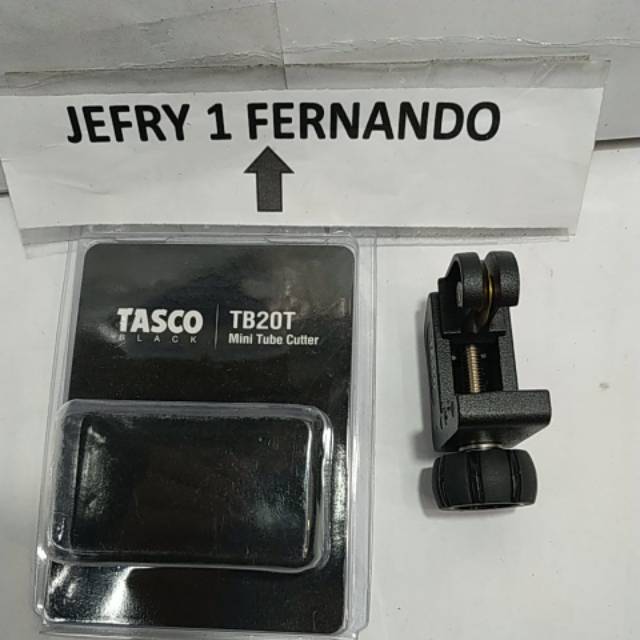 JEFRY 1 FERNANDO
TASCO
BLACK
TB20T
Mini Tube Cutter